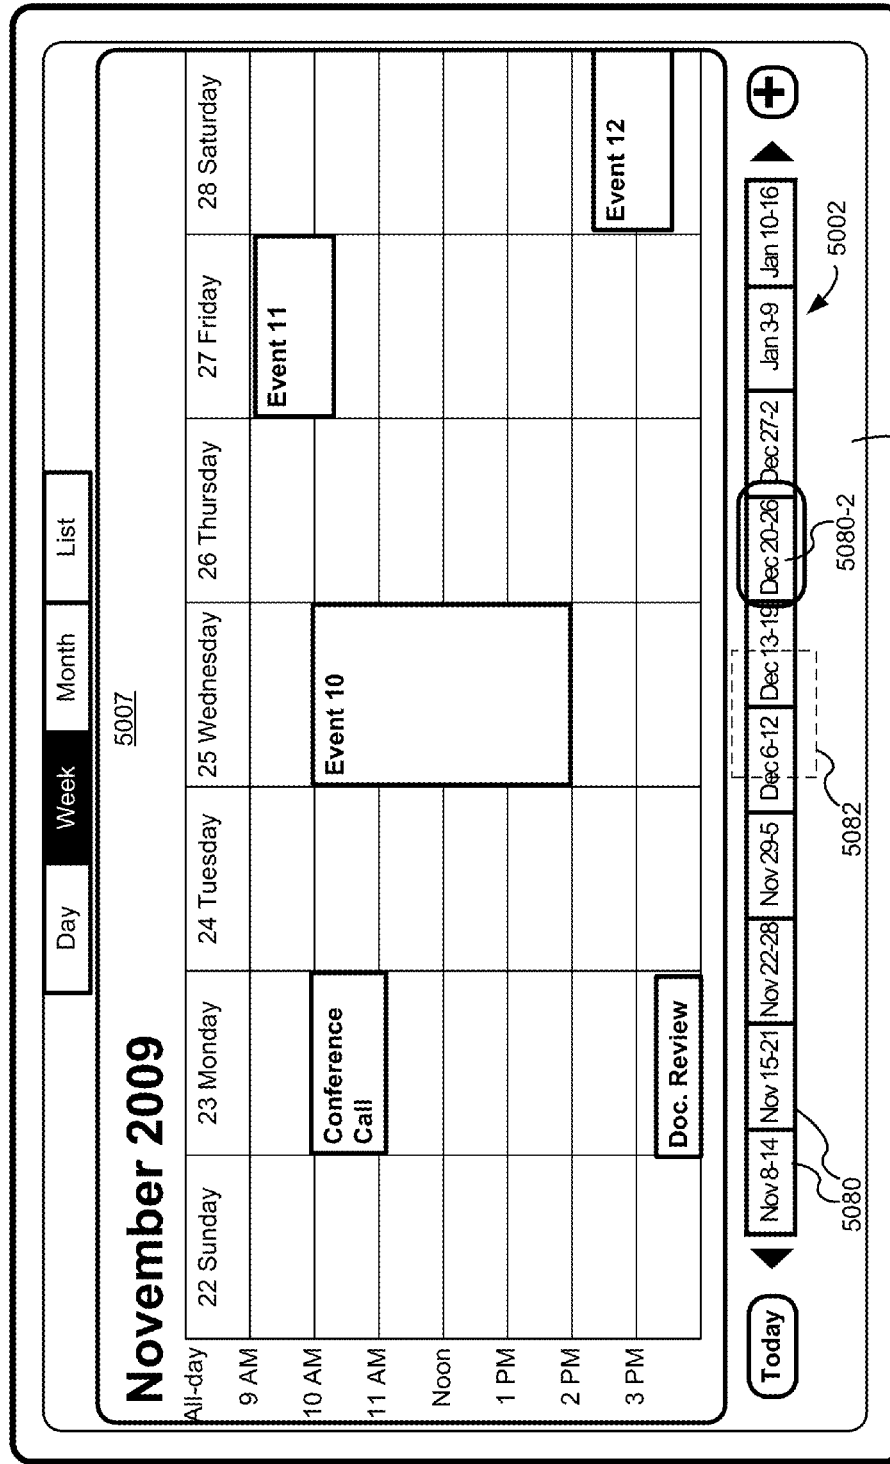 Day Week Month List
5007
November 2009
22 Sunday 23 Monday 24 Tuesday 25 Wednesday 26 Thursday 27 Friday 28 Saturday
All-day
9 AM
10 AM
11 AM
Noon
1 PM
2 PM
3 PM
Conference
Call
Doc. Review
Event 10
Event 11
Event 12
Today Nov 8-14 Nov 15-21 Nov 22-28 Nov 29-5 Dec 6-12 Dec 13-19 Dec 20-26 Dec 27-2 Jan 3-9 Jan 10-16 +
5080 5082 5080-2 5002